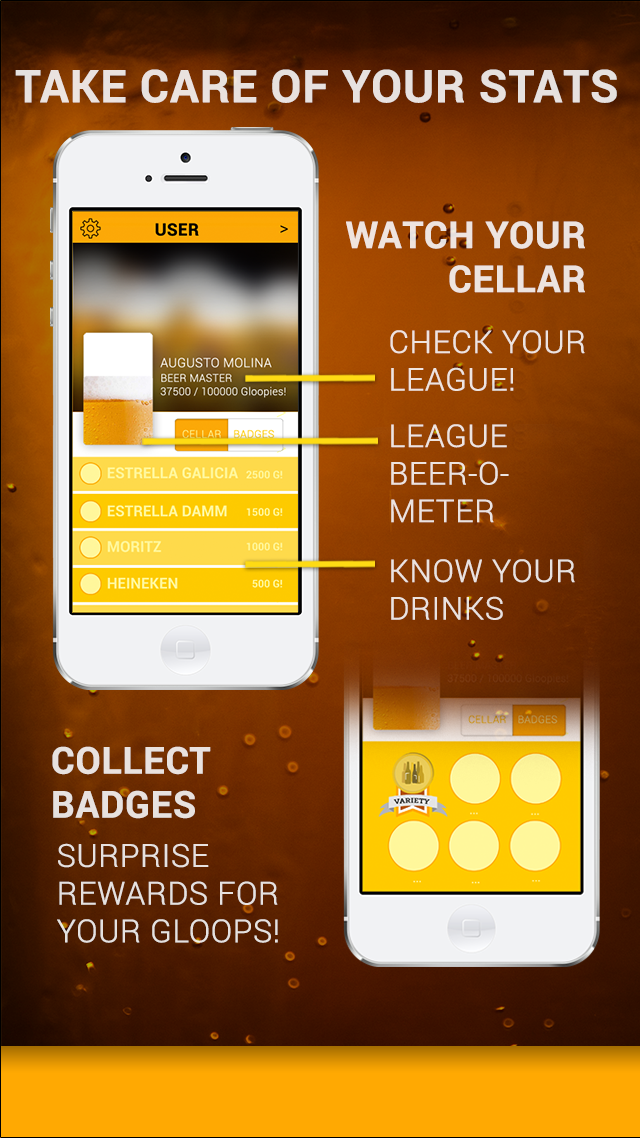 TAKE CARE OF YOUR STATS
USER >
WATCH YOUR
CELLAR
AUGUSTO MOLINA
BEER MASTER
37500 / 100000 Gloopies!
CHECK YOUR
LEAGUE!
CELLAR BADGES
LEAGUE
BEER-O-
METER
ESTRELLA GALICIA 2500 G!
ESTRELLA DAMM 1500 G!
MORITZ 1000 G!
HEINEKEN 500 G!
KNOW YOUR
DRINKS
37500 / 100000 Gloopies!
CELLAR BADGES
VARIETY
...
...
...
...
...
COLLECT
BADGES
SURPRISE
REWARDS FOR
YOUR GLOOPS!